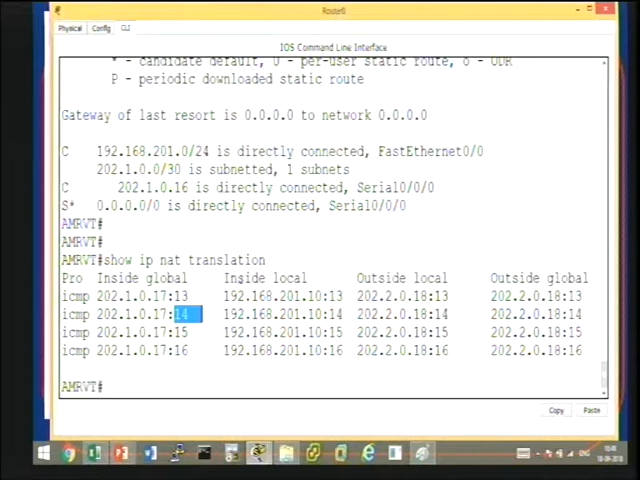 Router0
Physical Config CLI
IOS Command Line Interface
* - candidate default, U - per-user static route, o - ODR
P - periodic downloaded static route
Gateway of last resort is 0.0.0.0 to network 0.0.0.0
C 192.168.201.0/24 is directly connected, FastEthernet0/0
202.1.0.0/30 is subnetted, 1 subnets
C 202.1.0.16 is directly connected, Serial0/0/0
S* 0.0.0.0/0 is directly connected, Serial0/0/0
AMRVT#
AMRVT#
AMRVT#show ip nat translation
Pro Inside global Inside local Outside local Outside global
icmp 202.1.0.17:13 192.168.201.10:13 202.2.0.18:13 202.2.0.18:13
icmp 202.1.0.17:14 192.168.201.10:14 202.2.0.18:14 202.2.0.18:14
icmp 202.1.0.17:15 192.168.201.10:15 202.2.0.18:15 202.2.0.18:15
icmp 202.1.0.17:16 192.168.201.10:16 202.2.0.18:16 202.2.0.18:16
AMRVT#
Copy Paste
ENG